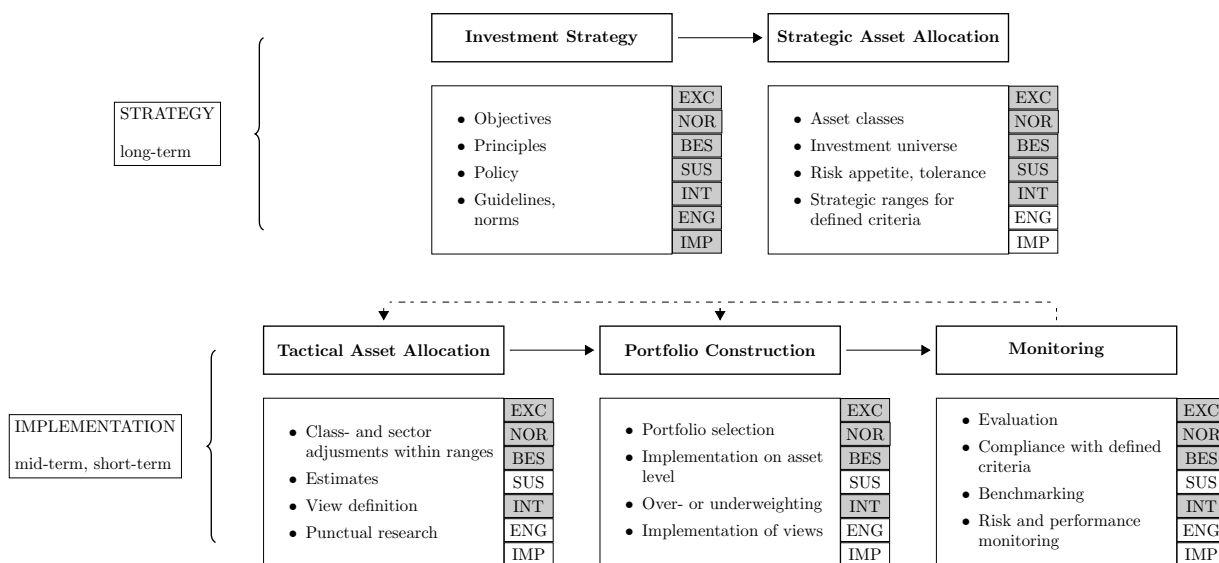 Investment Strategy
Strategic Asset Allocation
STRATEGY
long-term
• Objectives
• Principles
• Policy
• Guidelines,
norms
EXC
NOR
BES
SUS
INT
ENG
IMP
• Asset classes
• Investment universe
• Risk appetite, tolerance
• Strategic ranges for
defined criteria
EXC
NOR
BES
SUS
INT
ENG
IMP
Tactical Asset Allocation
Portfolio Construction
Monitoring
IMPLEMENTATION
mid-term, short-term
• Class- and sector
adjusments within ranges
• Estimates
• View definition
• Punctual research
EXC
NOR
BES
SUS
INT
ENG
IMP
• Portfolio selection
• Implementation on asset
level
• Over- or underweighting
• Implementation of views
EXC
NOR
BES
SUS
INT
ENG
IMP
• Evaluation
• Compliance with defined
criteria
• Benchmarking
• Risk and performance
monitoring
EXC
NOR
BES
SUS
INT
ENG
IMP